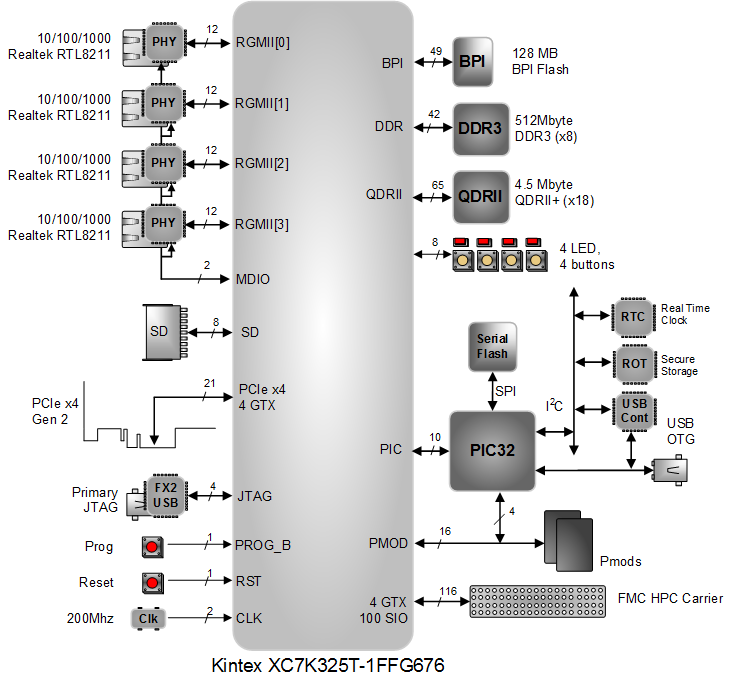 10/100/1000
Realtek RTL8211
PHY
12
RGMII[0]
10/100/1000
Realtek RTL8211
PHY
12
RGMII[1]
10/100/1000
Realtek RTL8211
PHY
12
RGMII[2]
10/100/1000
Realtek RTL8211
PHY
12
RGMII[3]
2
MDIO
SD
8
SD
PCIe x4
Gen 2
21
PCIe x4
4 GTX
Primary
JTAG
FX2
USB
4
JTAG
Prog
1
PROG_B
Reset
1
RST
200Mhz
Clk
2
CLK
BPI
49
BPI
128 MB
BPI Flash
DDR
42
DDR3
512Mbyte
DDR3 (x8)
QDRII
65
QDRII
4.5 Mbyte
QDRII+ (x18)
8
4 LED,
4 buttons
RTC
Real Time
Clock
Serial
Flash
ROT
Secure
Storage
SPI
I2C
USB
Cont
USB
OTG
PIC
10
PIC32
4
PMOD
16
Pmods
4 GTX
100 SIO
116
FMC HPC Carrier
Kintex XC7K325T-1FFG676